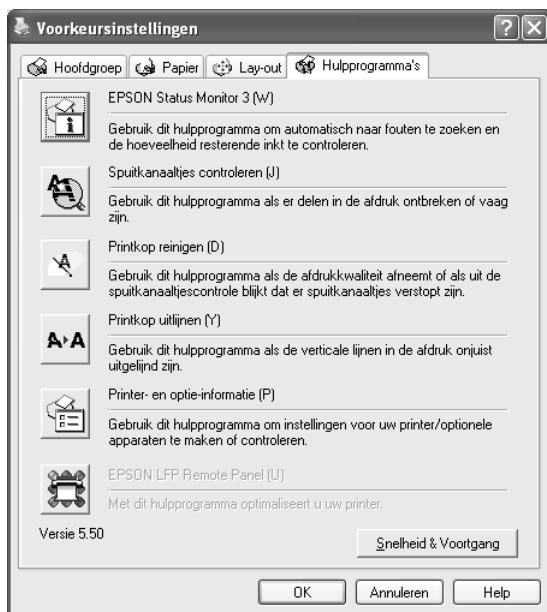 Voorkeursinstellingen
Hoofdgroep Papier Lay-out Hulpprogramma's
EPSON Status Monitor 3 (W)
Gebruik dit hulpprogramma om automatisch naar fouten te zoeken en
de hoeveelheid resterende inkt te controleren.
Spuitkanaaltjes controleren (J)
Gebruik dit hulpprogramma als er delen in de afdruk ontbreken of vaag
zijn.
Printkop reinigen (D)
Gebruik dit hulpprogramma als de afdrukkwaliteit afneemt of als uit de
spuitkanaaltjescontrole blijkt dat er spuitkanaaltjes verstopt zijn.
Printkop uitlijnen (Y)
Gebruik dit hulpprogramma als de verticale lijnen in de afdruk onjuist
uitgelijnd zijn.
Printer- en optie-informatie (P)
Gebruik dit hulpprogramma om instellingen voor uw printer/optionele
apparaten te maken of controleren.
EPSON LFP Remote Panel (U)
Met dit hulpprogramma optimaliseert u uw printer.
Versie 5.50
Snelheid & Voortgang
OK Annuleren Help